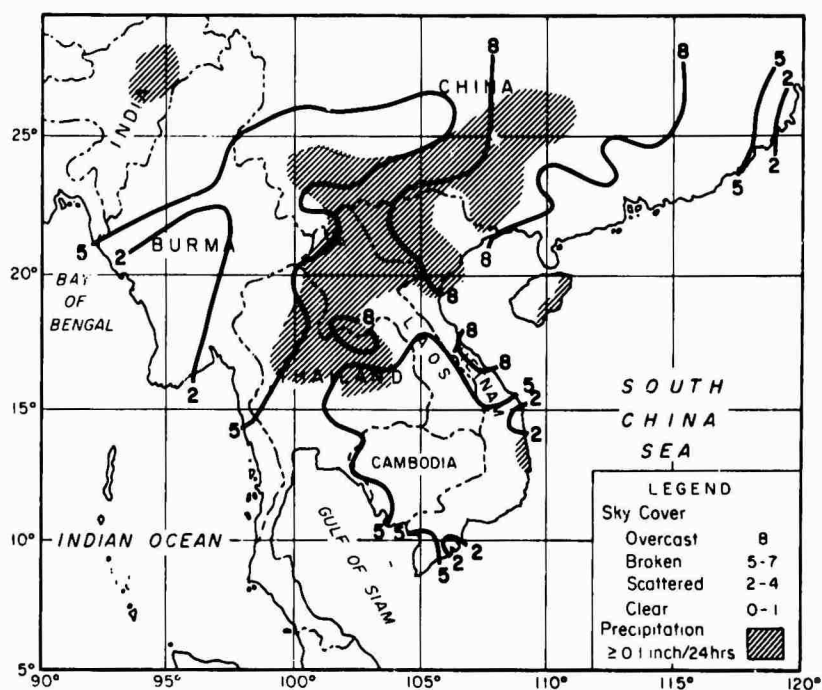 8
8
5
2
CHINA
INDIA
25°
5
2
BURMA
5
2
8
20°
BAY
OF
BENGAL
8
8
8
8
LAOS
VIETNAM
THAILAND
2
5
5
2
2
15°
SOUTH
CHINA
SEA
CAMBODIA
GULF OF SIAM
INDIAN OCEAN
10°
5 5
5 2 2
LEGEND
Sky Cover
Overcast 8
Broken 5-7
Scattered 2-4
Clear 0-1
Precipitation
≥ 0.1 inch/24hrs
5°
90° 95° 100° 105° 110° 115° 120°